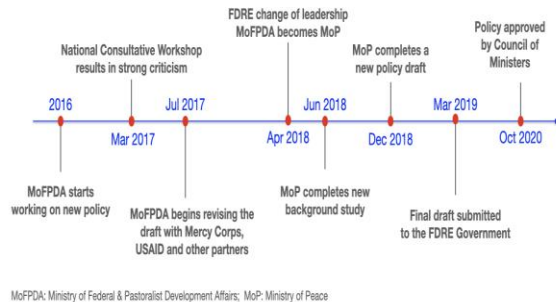 FDRE change of leadership
MoFPDA becomes MoP
Policy approved
by Council of
Ministers
National Consultative Workshop
results in strong criticism
MoP completes a
new policy draft
2016
Jul 2017
Jun 2018
Mar 2019
Mar 2017
Apr 2018
Dec 2018
Oct 2020
MoFPDA starts
working on new policy
MoFPDA begins revising the
draft with Mercy Corps,
USAID and other partners
MoP completes new
background study
Final draft submitted
to the FDRE Government
MoFPDA: Ministry of Federal & Pastoralist Development Affairs; MoP: Ministry of Peace